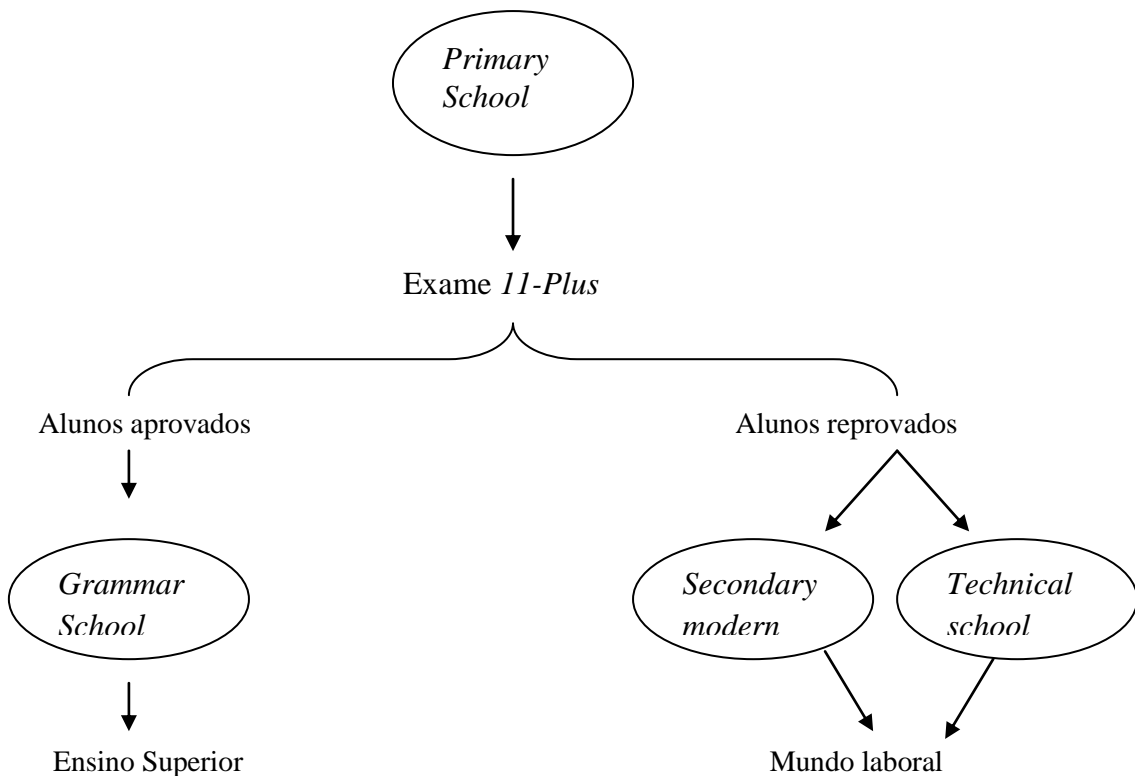 Primary
School
Exame 11-Plus
Alunos aprovados
Alunos reprovados
Grammar
School
Secondary
modern
Technical
school
Ensino Superior
Mundo laboral